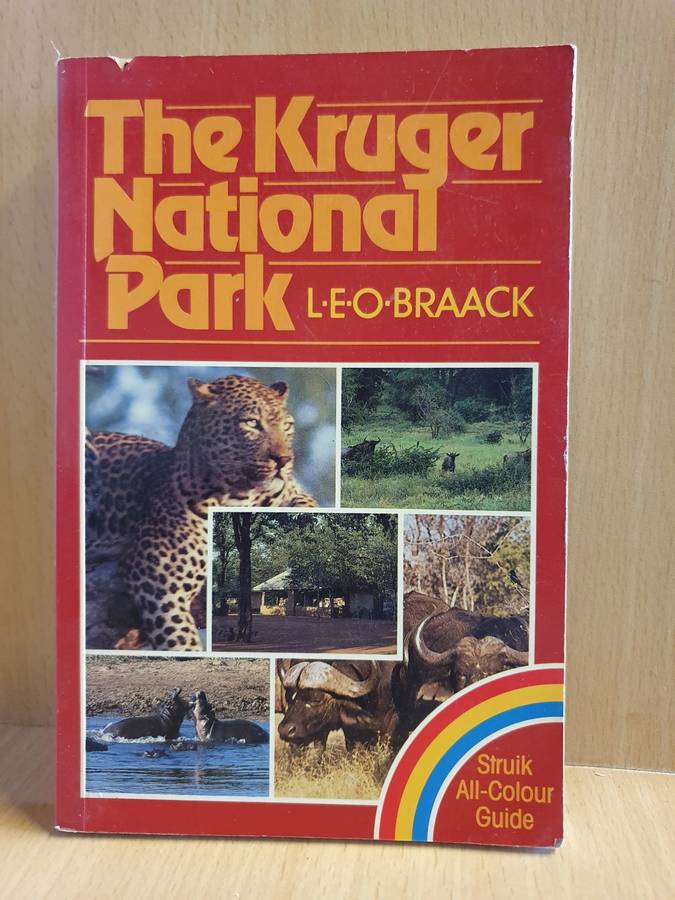 The Kruger
National
Park
L·E·O·BRAACK
Struik
All-Colour
Guide